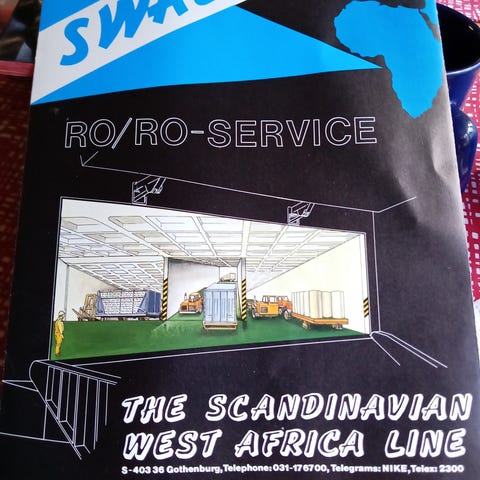 RO/RO-SERVICE
THE SCANDINAVIAN
WEST AFRICA LINE
S-403 36 Gothenburg, Telephone: 031-176700, Telegrams: NIKE, Telex: 2300